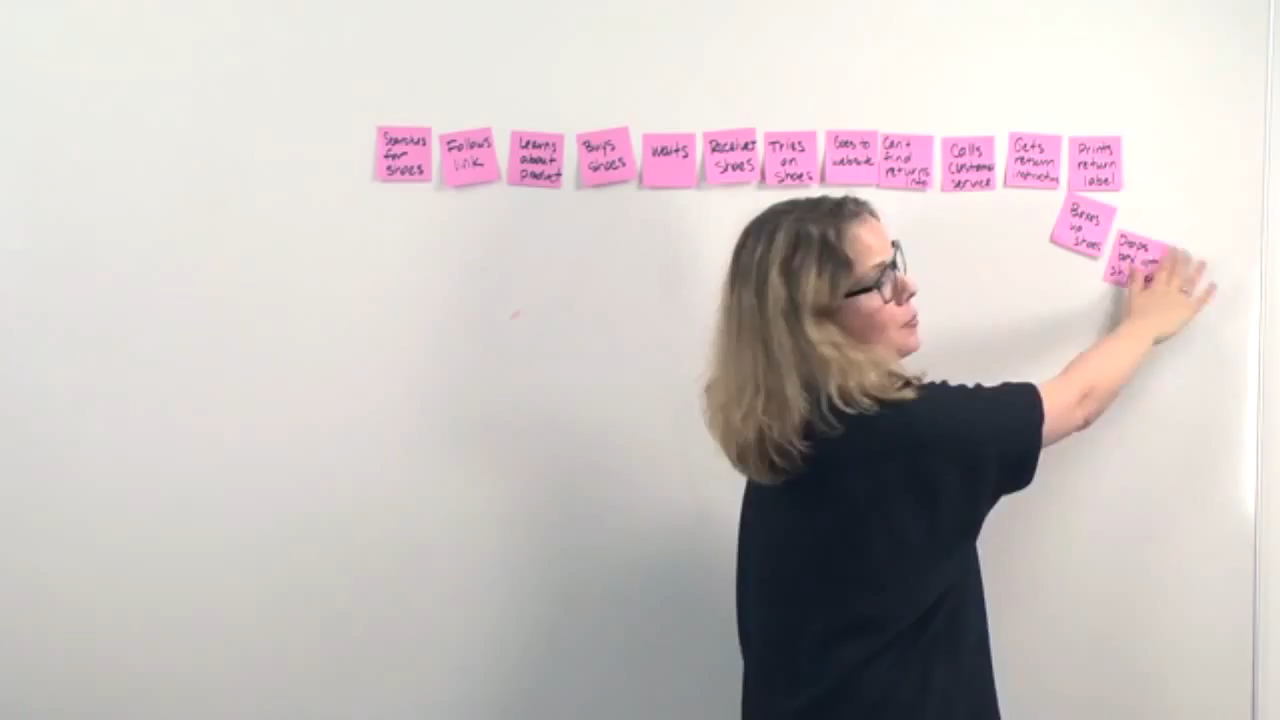 Searches
for
shoes
Follows
link
Learns
about
product
Buys
shoes
Waits
Receives
shoes
Tries
on
shoes
Goes to
website
Can't
find
returns
info
Calls
customer
service
Gets
return
instructions
Prints
return
label
Boxes
up
shoes
Drops